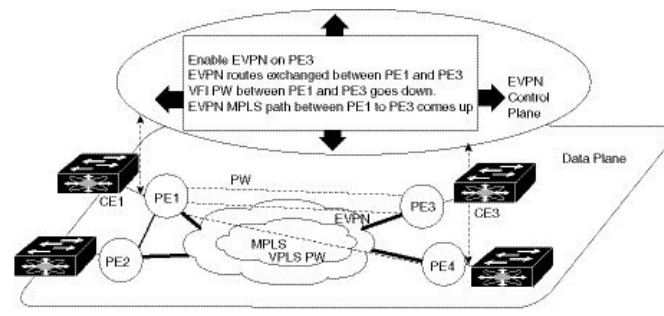 Enable EVPN on PE3
EVPN routes exchanged between PE1 and PE3
VFI PW between PE1 and PE3 goes down.
EVPN MPLS path between PE1 to PE3 comes up
EVPN
Control
Plane
Data Plane
CE1
PE1
PW
EVPN
PE3
CE3
MPLS
VPLS PW
PE2
PE4